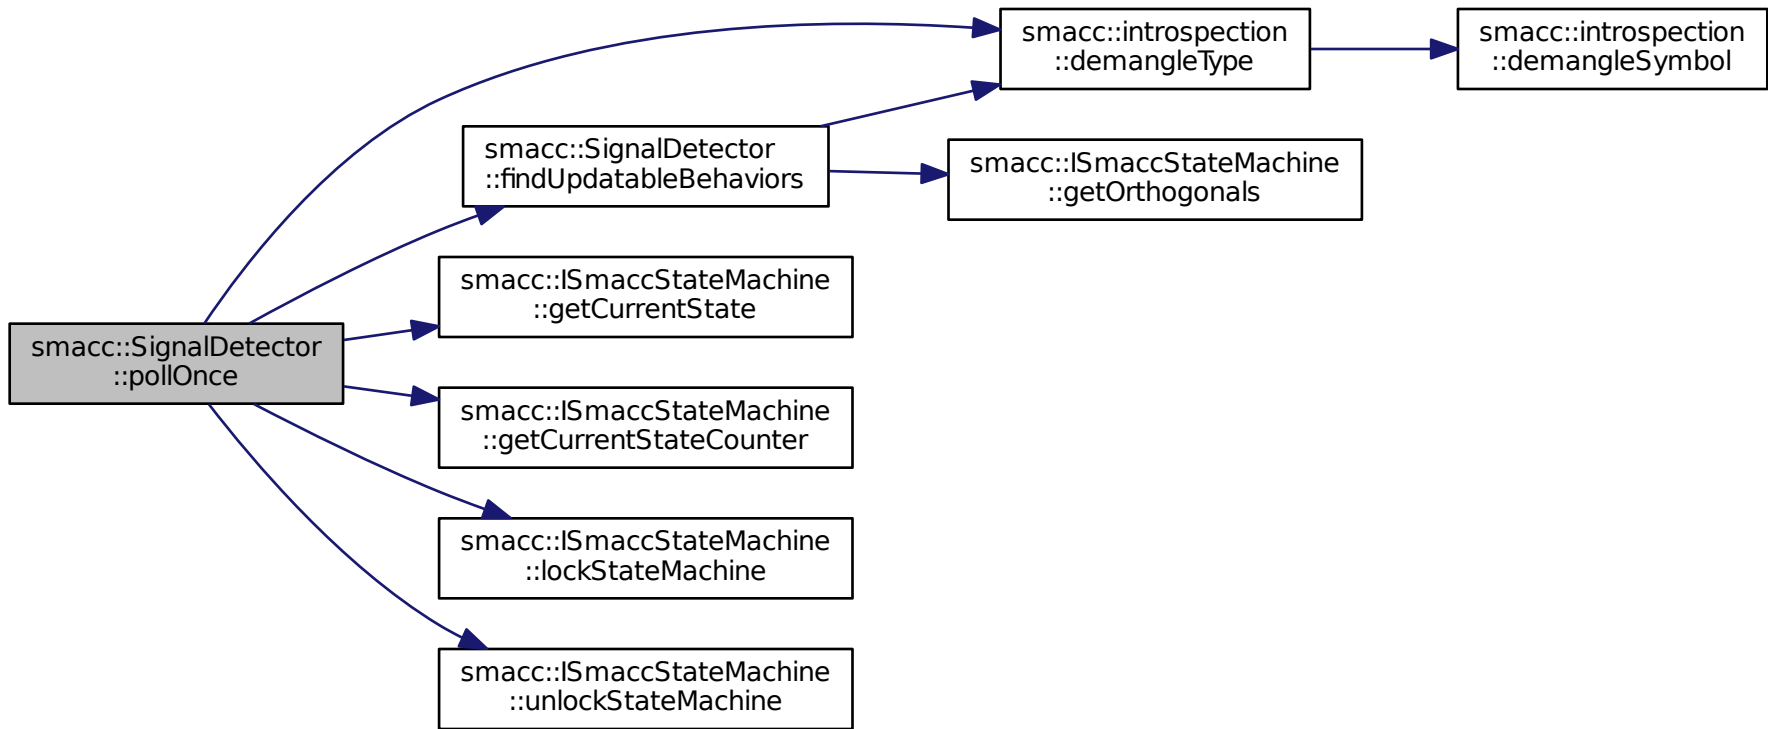 smacc::introspection
::demangleType
smacc::introspection
::demangleSymbol
smacc::SignalDetector
::findUpdatableBehaviors
smacc::ISmaccStateMachine
::getOrthogonals
smacc::ISmaccStateMachine
::getCurrentState
smacc::SignalDetector
::pollOnce
smacc::ISmaccStateMachine
::getCurrentStateCounter
smacc::ISmaccStateMachine
::lockStateMachine
smacc::ISmaccStateMachine
::unlockStateMachine